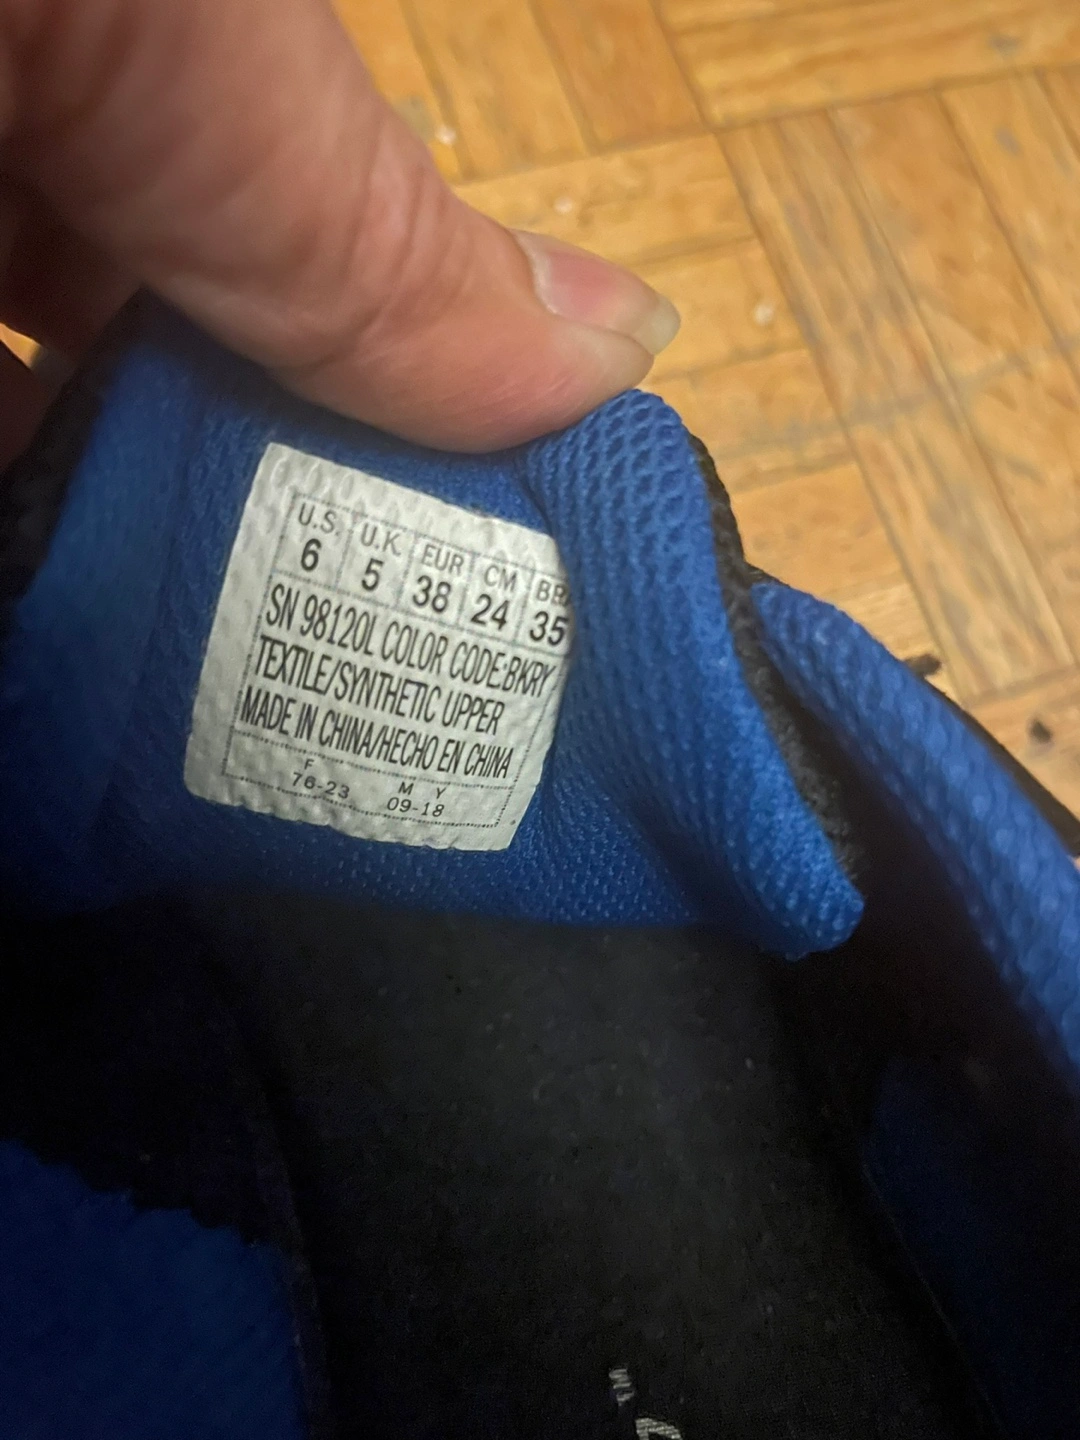 U.S. U.K. EUR CM
6 5 38 24 35
SN 98120L COLOR CODE:BKRY
TEXTILE/SYNTHETIC UPPER
MADE IN CHINA/HECHO EN CHINA
F M Y
76-23 09-18